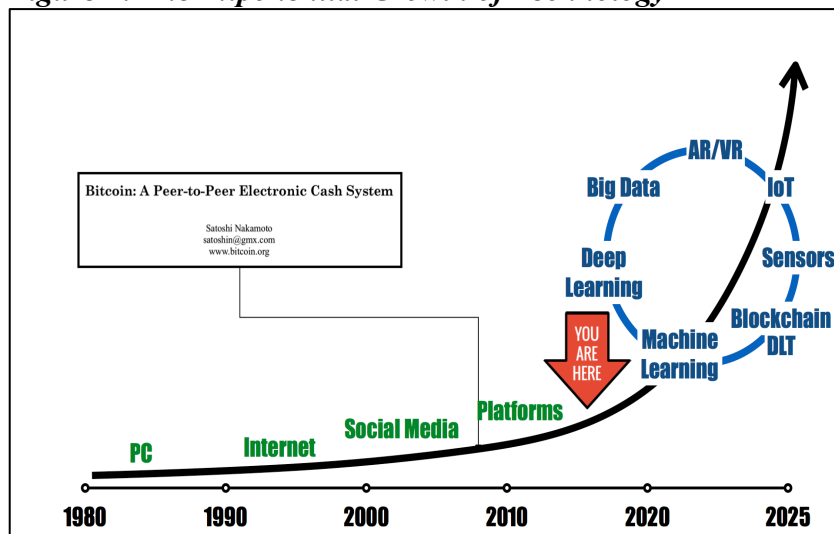 Bitcoin: A Peer-to-Peer Electronic Cash System
Satoshi Nakamoto
satoshin@gmx.com
www.bitcoin.org
AR/VR
Big Data
IoT
Deep
Learning
Sensors
Blockchain
DLT
Machine
Learning
YOU
ARE
HERE
Platforms
Social Media
Internet
PC
1980
1990
2000
2010
2020
2025